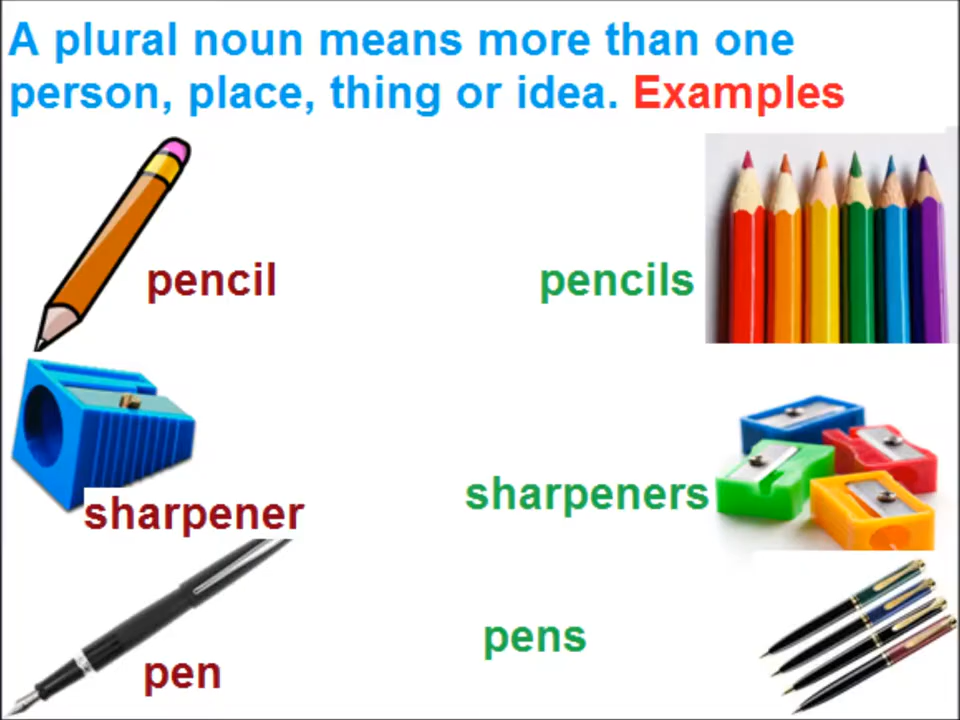 A plural noun means more than one
person, place, thing or idea. Examples
pencil
pencils
sharpener
sharpeners
pen
pens